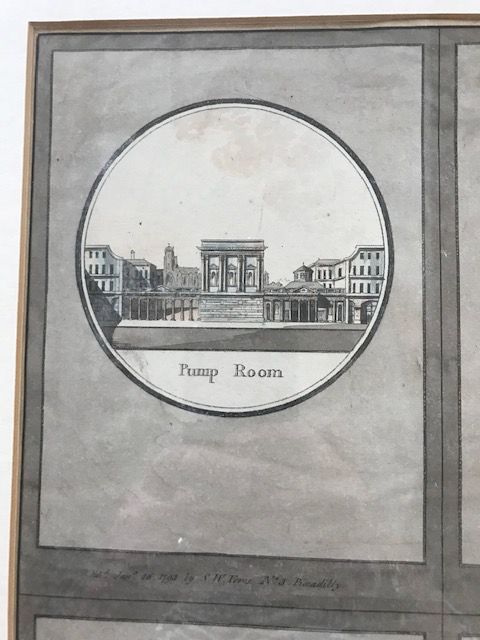 Pump Room
by S. W. Fores No. 3 Piccadilly